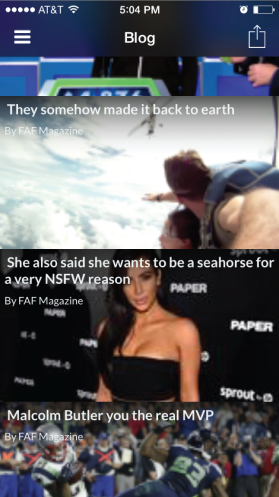 AT&T 5:04 PM
Blog
They somehow made it back to earth
By FAF Magazine
She also said she wants to be a seahorse for
a very NSFW reason
By FAF Magazine
PAPER
PAPER
PAPER
PAPER
sprout
Malcolm Butler you the real MVP
By FAF Magazine